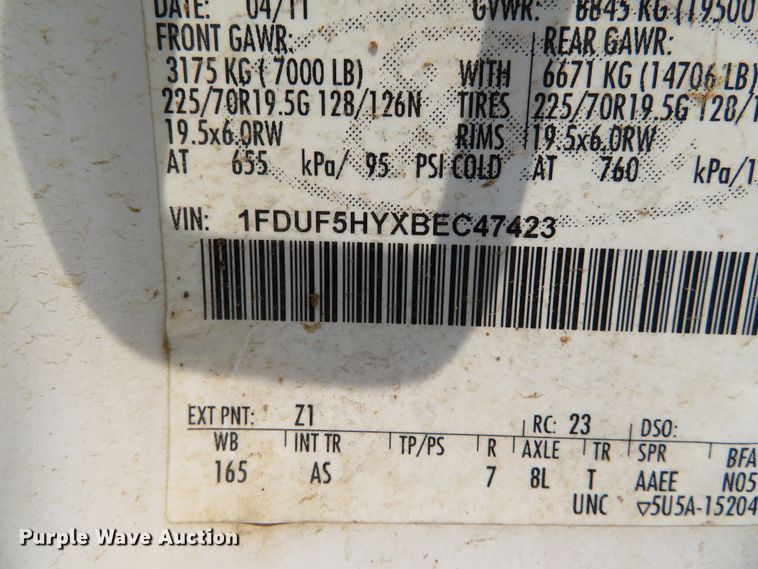 DATE: 04/11 GVWR: 8845 KG (19500
FRONT GAWR: REAR GAWR:
3175 KG ( 7000 LB) WITH 6671 KG (14706 LB)
225/70R19.5G 128/126N TIRES 225/70R19.5G 128/1
19.5x6.0RW RIMS 19.5x6.0RW
AT 655 kPa/ 95 PSI COLD AT 760 kPa/1
VIN: 1FDUF5HYXBEC47423
EXT PNT: Z1 RC: 23 DSO:
WB INT TR TP/PS R AXLE TR SPR BFA
165 AS 7 8L T AAEE N05
UNC ▽5U5A-15204
Purple Wave Auction